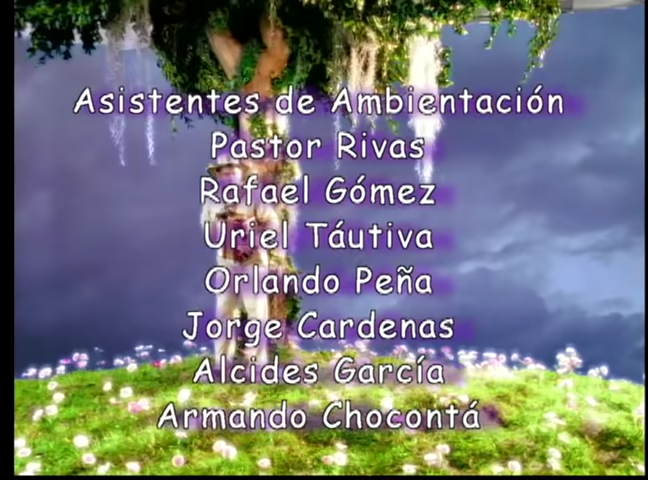 Asistentes de Ambientación
Pastor Rivas
Rafael Gómez
Uriel Táutiva
Orlando Peña
Jorge Cardenas
Alcides García
Armando Chocontá